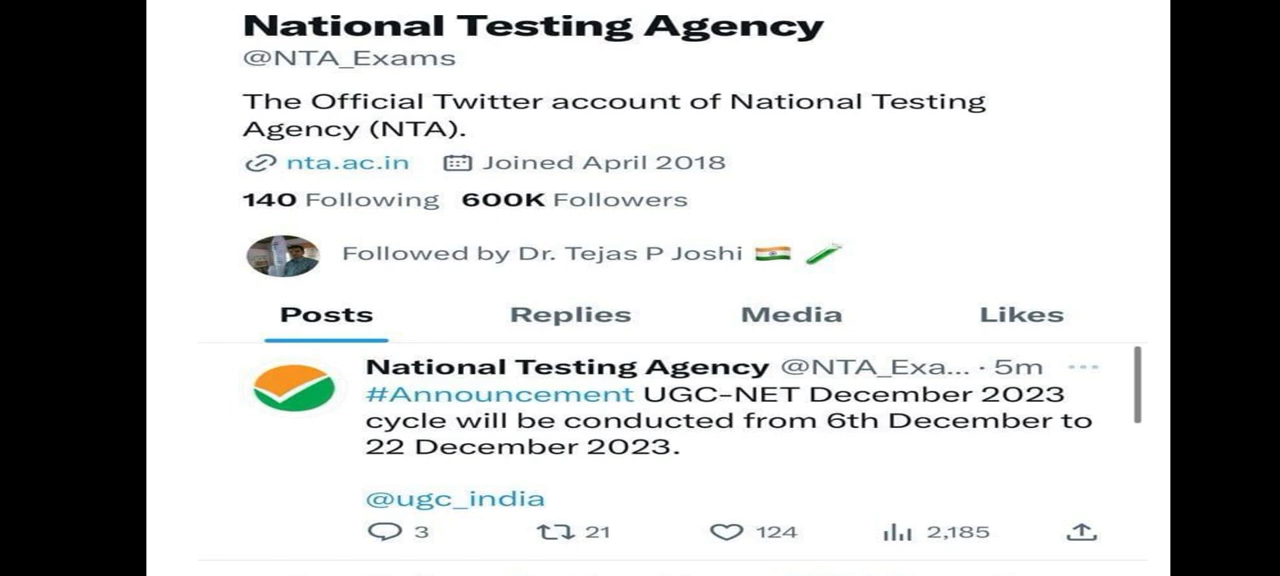 National Testing Agency
@NTA_Exams
The Official Twitter account of National Testing
Agency (NTA).
nta.ac.in Joined April 2018
140 Following 600K Followers
Followed by Dr. Tejas P Joshi
Posts Replies Media Likes
National Testing Agency @NTA_Exa... · 5m
#Announcement UGC-NET December 2023
cycle will be conducted from 6th December to
22 December 2023.
@ugc_india
3 21 124 2,185